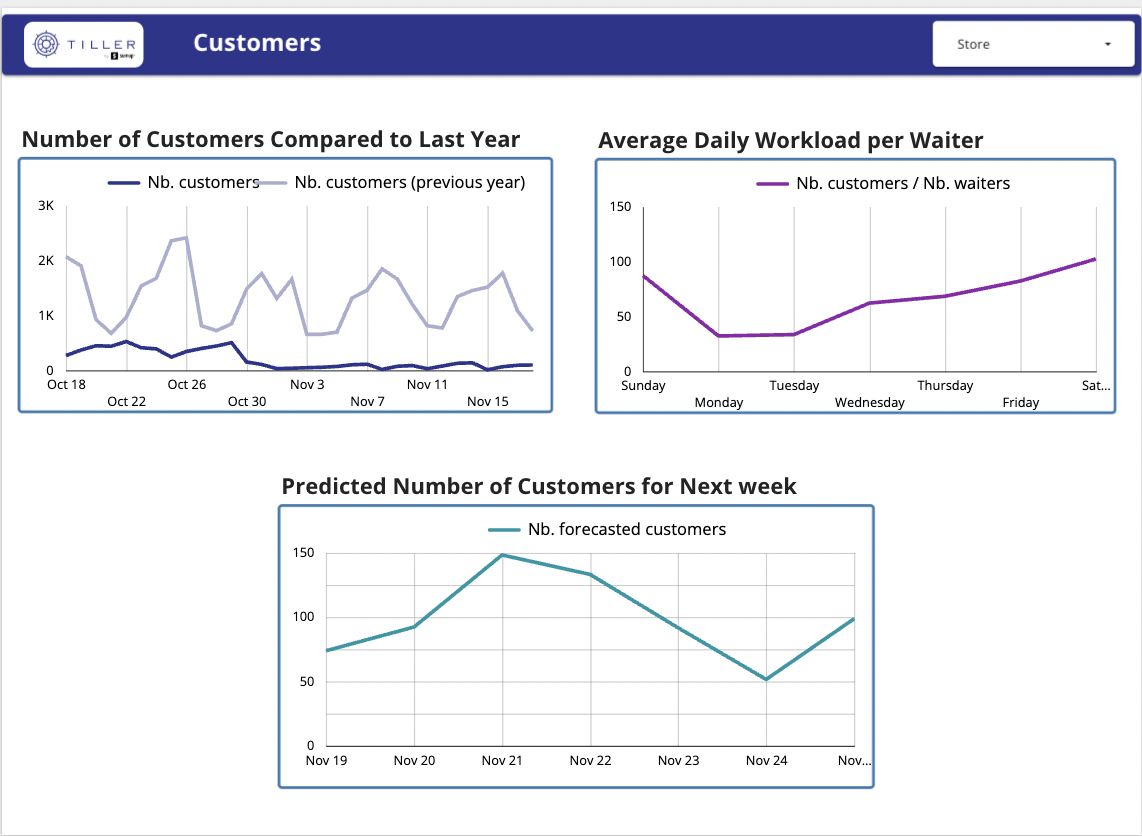 TILLER
by sumup
Customers
Store
Number of Customers Compared to Last Year
Nb. customers
Nb. customers (previous year)
3K
2K
1K
0
Oct 18
Oct 26
Nov 3
Nov 11
Oct 22
Oct 30
Nov 7
Nov 15
Average Daily Workload per Waiter
Nb. customers / Nb. waiters
150
100
50
0
Sunday
Tuesday
Thursday
Sat...
Monday
Wednesday
Friday
Predicted Number of Customers for Next week
Nb. forecasted customers
150
100
50
0
Nov 19
Nov 20
Nov 21
Nov 22
Nov 23
Nov 24
Nov...